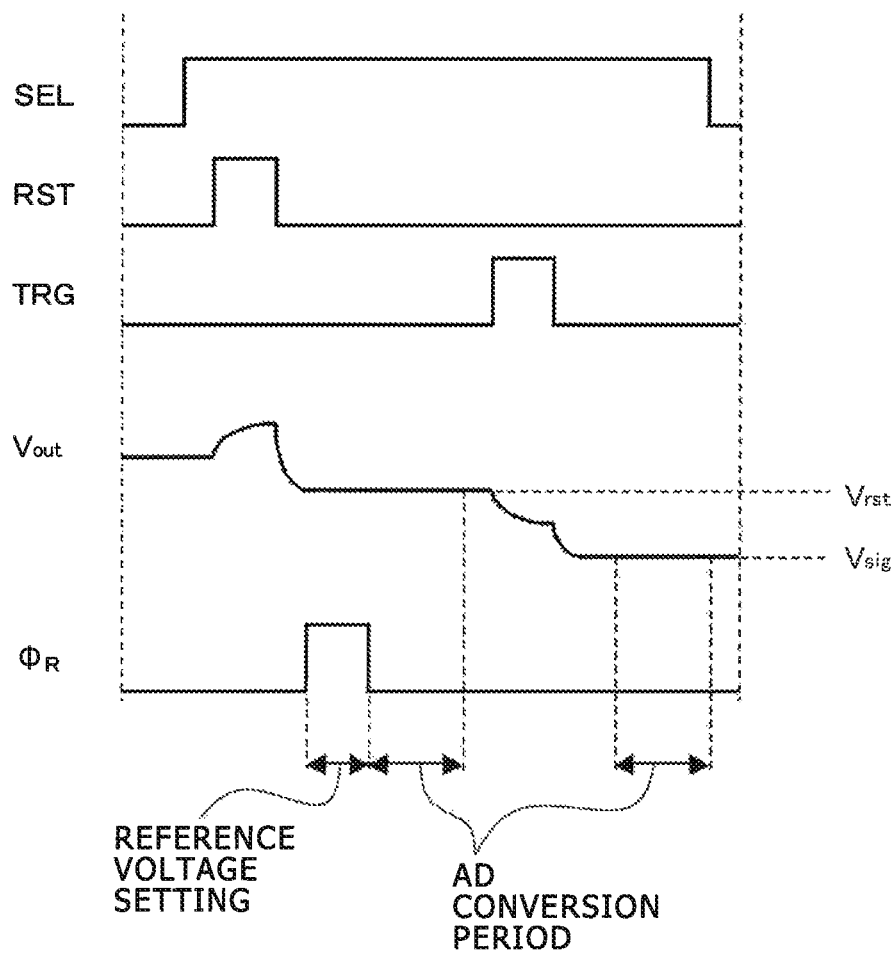 SEL
RST
TRG
Vout
Vrst
Vsig
ΦR
REFERENCE
VOLTAGE
SETTING
AD
CONVERSION
PERIOD